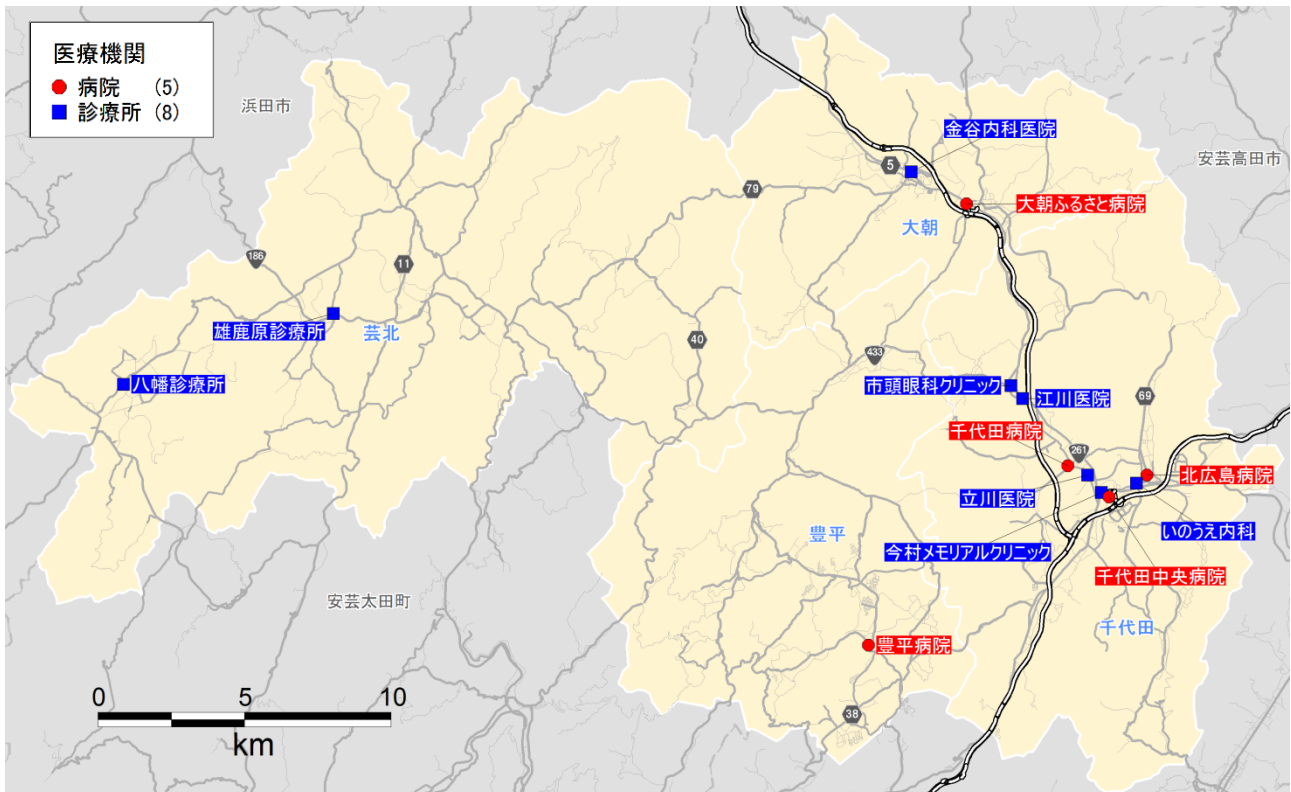 医療機関
病院 (5)
診療所 (8)
浜田市
金谷内科医院
安芸高田市
5
79
大朝ふるさと病院
大朝
186
11
雄鹿原診療所
芸北
40
433
八幡診療所
市頭眼科クリニック
江川医院
69
千代田病院
261
北広島病院
立川医院
いのうえ内科
豊平
今村メモリアルクリニック
千代田中央病院
安芸太田町
千代田
豊平病院
38
0 5 10
km